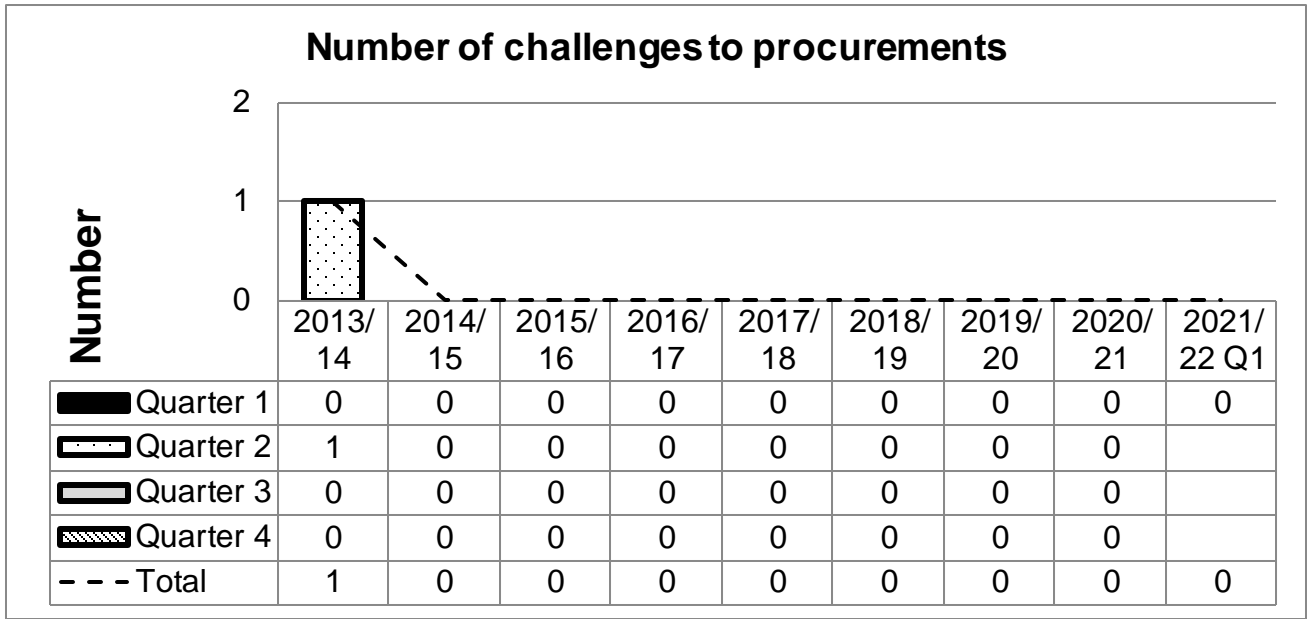 Number of challenges to procurements
Number
2
1
0
2013/ 2014/ 2015/ 2016/ 2017/ 2018/ 2019/ 2020/ 2021/
14 15 16 17 18 19 20 21 22 Q1
Quarter 1 0 0 0 0 0 0 0 0 0
Quarter 2 1 0 0 0 0 0 0 0
Quarter 3 0 0 0 0 0 0 0 0
Quarter 4 0 0 0 0 0 0 0 0
Total 1 0 0 0 0 0 0 0 0